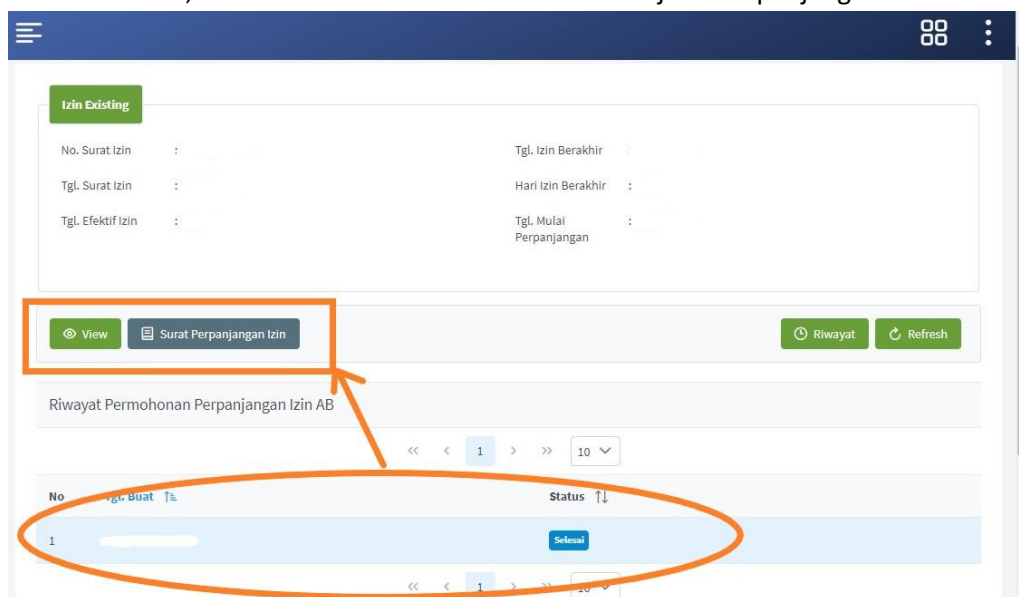 Izin Existing
No. Surat Izin : Tgl. Izin Berakhir :
Tgl. Surat Izin : Hari Izin Berakhir :
Tgl. Efektif Izin : Tgl. Mulai Perpanjangan :
View Surat Perpanjangan Izin Riwayat Refresh
Riwayat Permohonan Perpanjangan Izin AB
<< < 1 > >> 10
No Tgl. Buat Status
1 Selesai
<< < 1 > >> 10